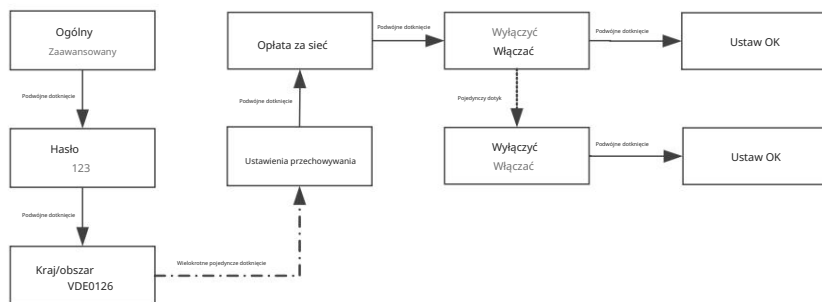 Ogólny
Zaawansowany
Podwójne dotknięcie
Hasło
123
Podwójne dotknięcie
Kraj/obszar
VDE0126
Wielokrotne pojedyncze dotknięcie
Ustawienia przechowywania
Podwójne dotknięcie
Opłata za sieć
Podwójne dotknięcie
Wyłączyć
Włączać
Podwójne dotknięcie
Ustaw OK
Pojedynczy dotyk
Wyłączyć
Włączać
Podwójne dotknięcie
Ustaw OK